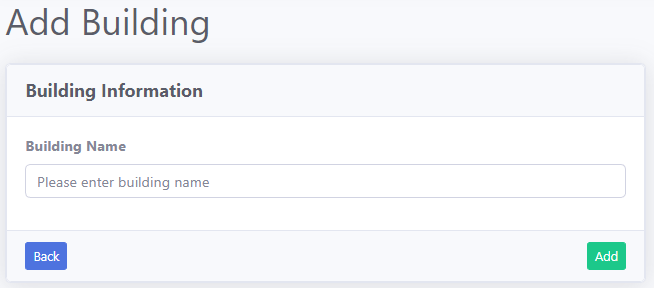 Add Building
Building Information
Building Name
Please enter building name
Back
Add